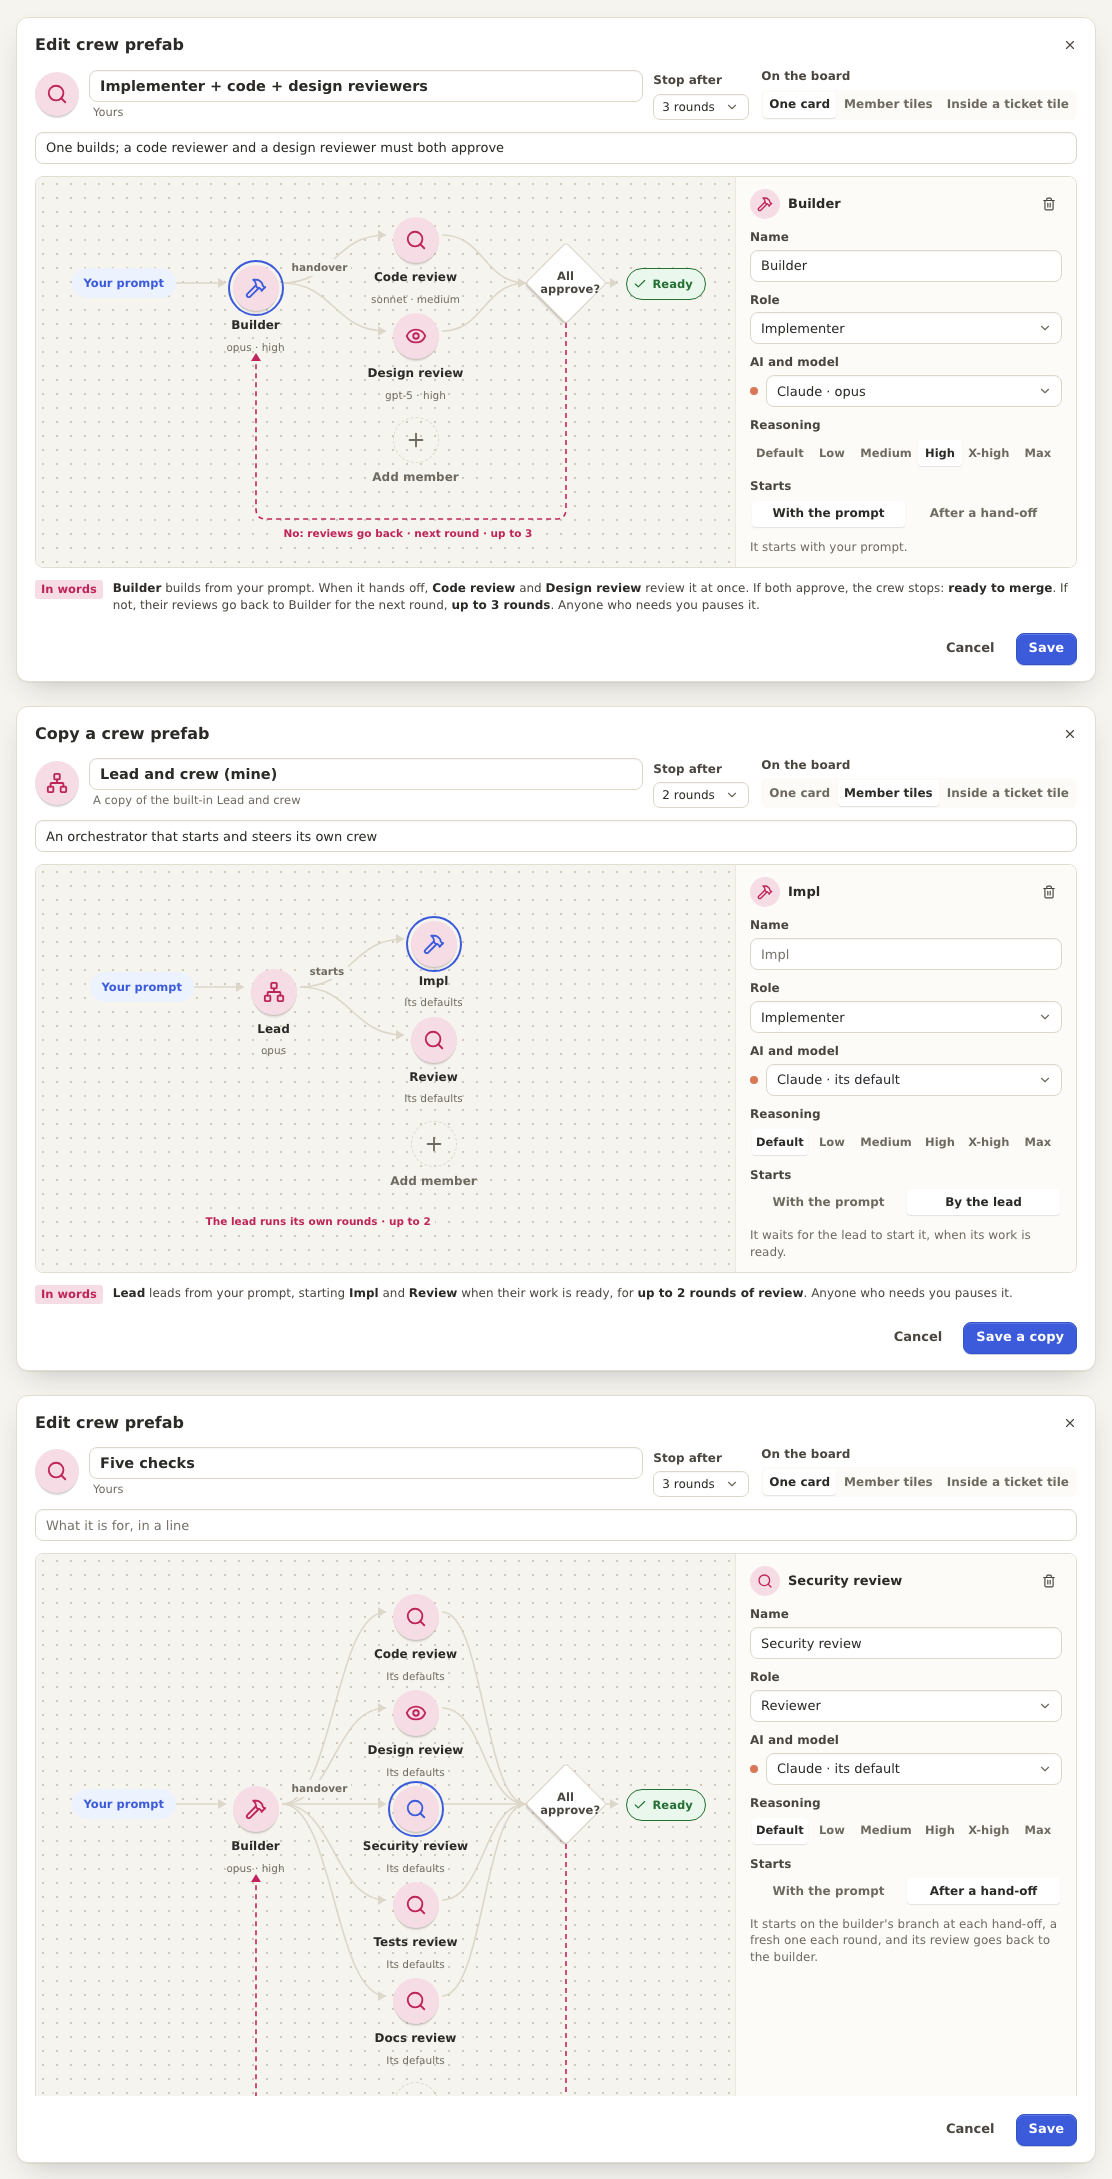 Edit crew prefab
Implementer + code + design reviewers
Yours
Stop after
3 rounds
On the board
One card
Member tiles
Inside a ticket tile
One builds; a code reviewer and a design reviewer must both approve
Your prompt
Builder
opus · high
handover
Code review
sonnet · medium
Design review
gpt-5 · high
Add member
All
approve?
Ready
No: reviews go back · next round · up to 3
Builder
Name
Builder
Role
Implementer
AI and model
Claude · opus
Reasoning
Default Low Medium High X-high Max
Starts
With the prompt After a hand-off
It starts with your prompt.
In words
Builder builds from your prompt. When it hands off, Code review and Design review review it at once. If both approve, the crew stops: ready to merge. If
not, their reviews go back to Builder for the next round, up to 3 rounds. Anyone who needs you pauses it.
Cancel Save
Copy a crew prefab
Lead and crew (mine)
A copy of the built-in Lead and crew
Stop after
2 rounds
On the board
One card
Member tiles
Inside a ticket tile
An orchestrator that starts and steers its own crew
Your prompt
Lead
opus
starts
Impl
Its defaults
Review
Its defaults
Add member
The lead runs its own rounds · up to 2
Impl
Name
Impl
Role
Implementer
AI and model
Claude · its default
Reasoning
Default Low Medium High X-high Max
Starts
With the prompt By the lead
It waits for the lead to start it, when its work is
ready.
In words
Lead leads from your prompt, starting Impl and Review when their work is ready, for up to 2 rounds of review. Anyone who needs you pauses it.
Cancel Save a copy
Edit crew prefab
Five checks
Yours
Stop after
3 rounds
On the board
One card
Member tiles
Inside a ticket tile
What it is for, in a line
Your prompt
Builder
opus · high
handover
Code review
Its defaults
Design review
Its defaults
Security review
Its defaults
Tests review
Its defaults
Docs review
Its defaults
All
approve?
Ready
Security review
Name
Security review
Role
Reviewer
AI and model
Claude · its default
Reasoning
Default Low Medium High X-high Max
Starts
With the prompt After a hand-off
It starts on the builder's branch at each hand-off, a
fresh one each round, and its review goes back to
the builder.
Cancel Save